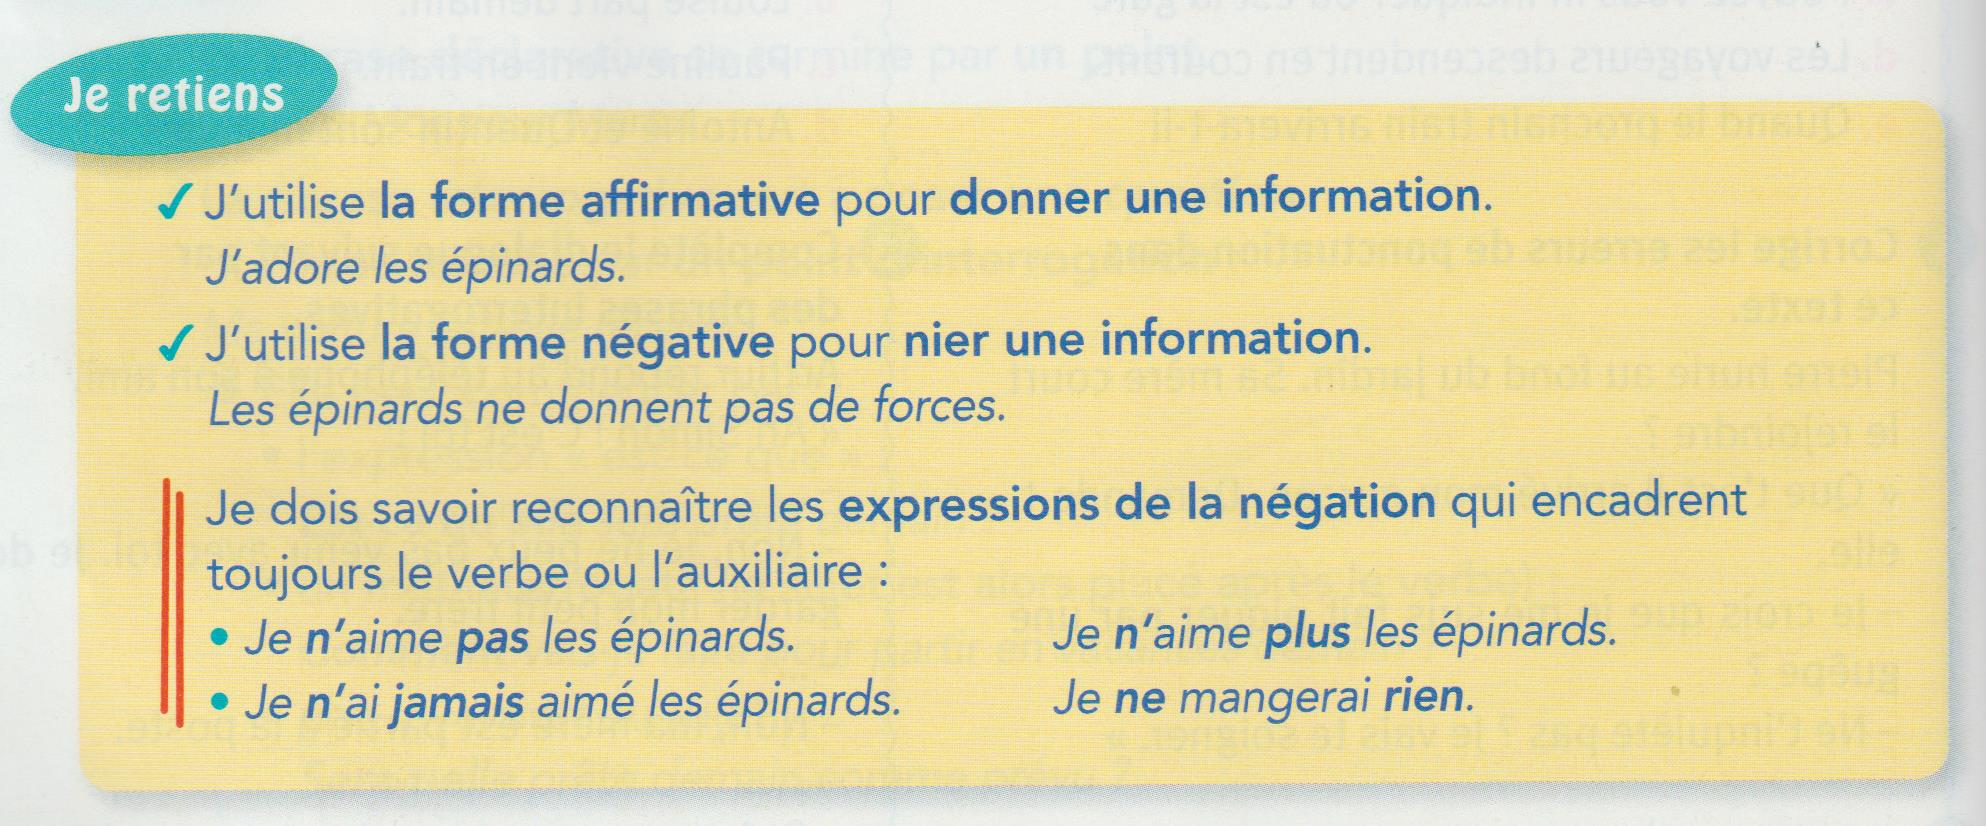 Je retiens
✓ J'utilise la forme affirmative pour donner une information.
J'adore les épinards.
✓ J'utilise la forme négative pour nier une information.
Les épinards ne donnent pas de forces.
Je dois savoir reconnaître les expressions de la négation qui encadrent
toujours le verbe ou l'auxiliaire :
• Je n'aime pas les épinards. Je n'aime plus les épinards.
• Je n'ai jamais aimé les épinards. Je ne mangerai rien.